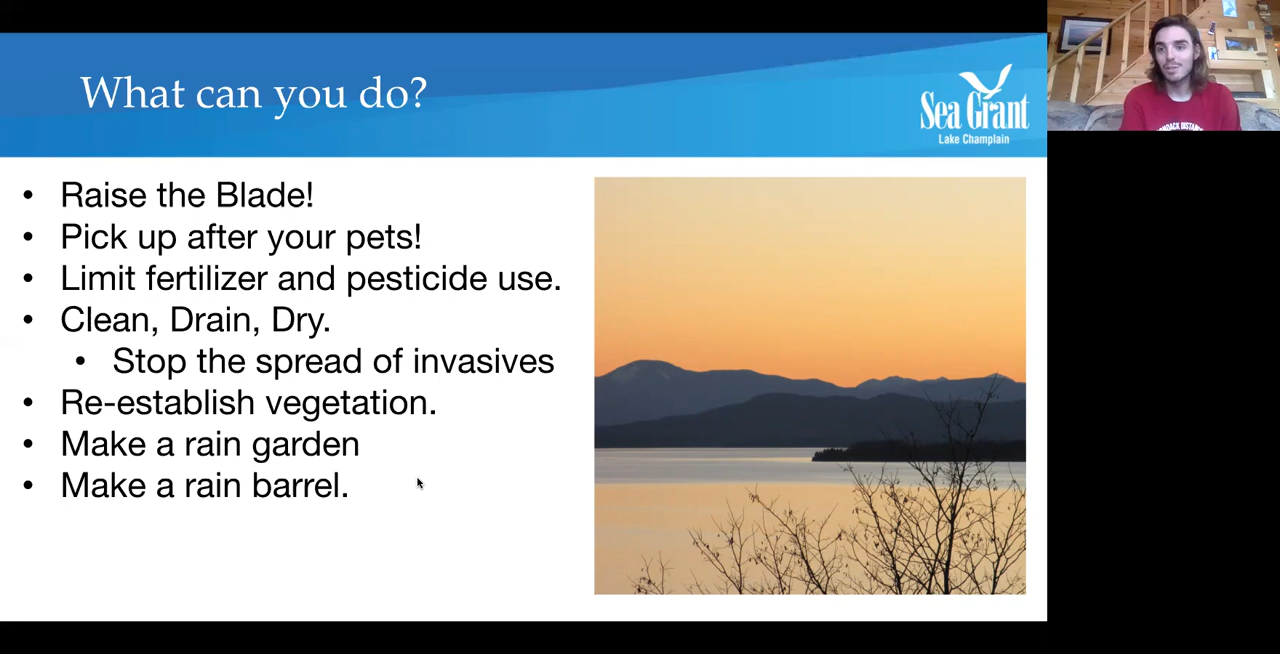 What can you do?
Sea Grant
Lake Champlain
• Raise the Blade!
• Pick up after your pets!
• Limit fertilizer and pesticide use.
• Clean, Drain, Dry.
• Stop the spread of invasives
• Re-establish vegetation.
• Make a rain garden
• Make a rain barrel.